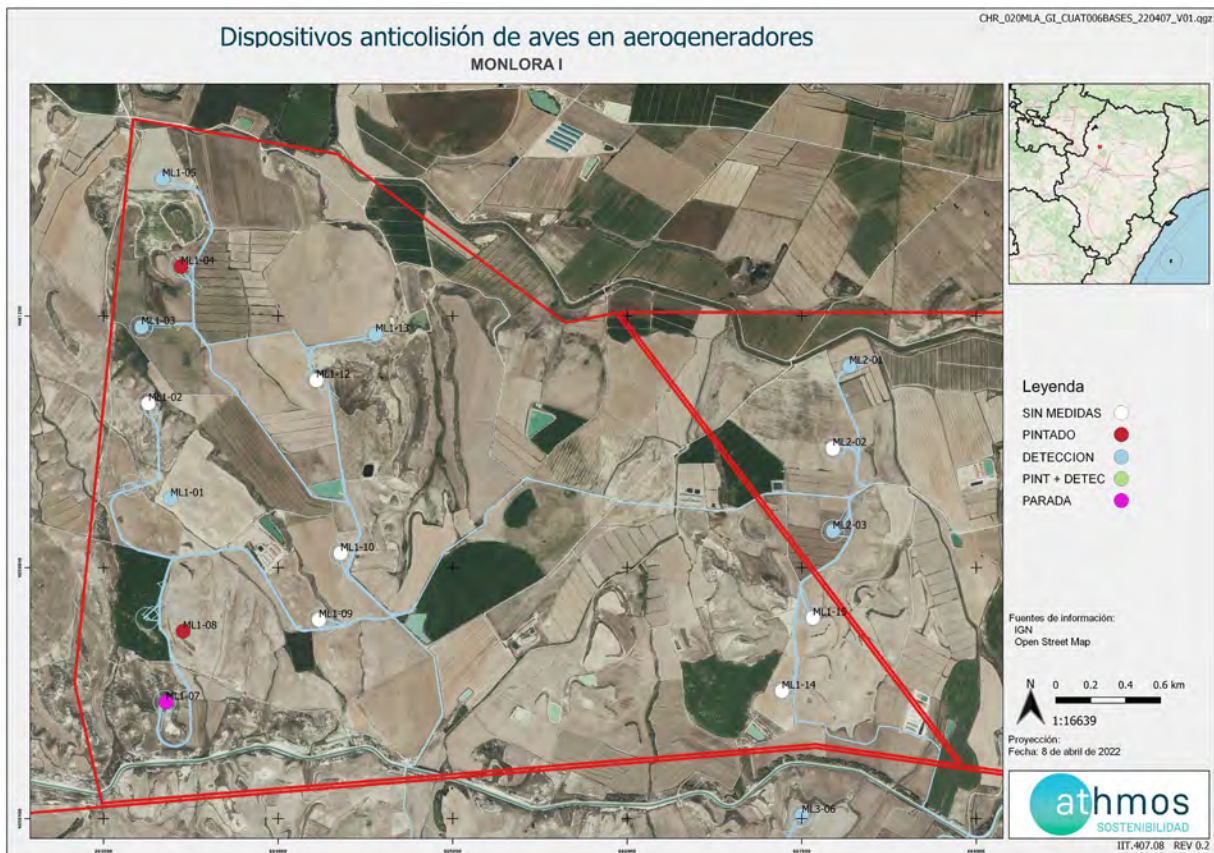 CHR_020MLA_GI_CUAT006BASES_220407_V01.qgz
Dispositivos anticolisión de aves en aerogeneradores
MONLORA I
ML1-05
ML1-04
ML1-03
ML1-13
ML1-12
ML1-02
ML2-01
ML2-02
ML1-01
ML2-03
ML1-10
ML1-09
ML1-15
ML1-08
ML1-14
ML1-07
ML3-06
Leyenda
SIN MEDIDAS
PINTADO
DETECCION
PINT + DETEC
PARADA
Fuentes de información:
IGN
Open Street Map
N
0 0.2 0.4 0.6 km
1:16639
Proyección:
Fecha: 8 de abril de 2022
athmos
SOSTENIBILIDAD
IIT.407.08 REV 0.2